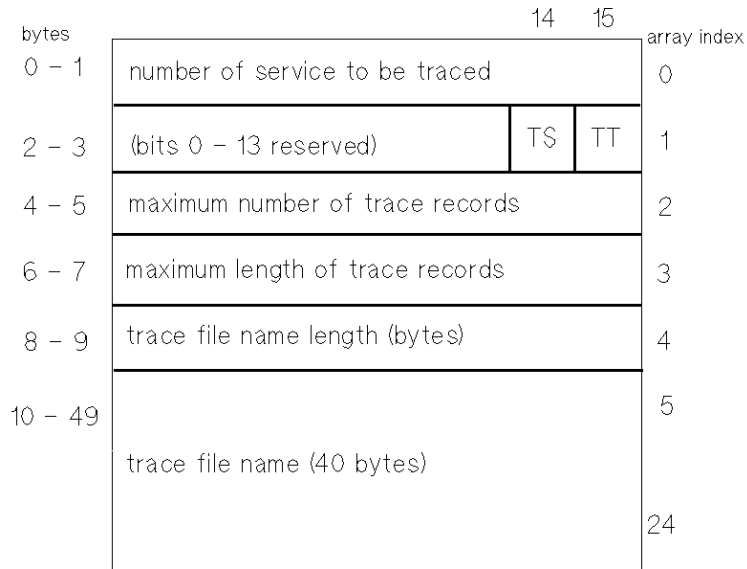 14 15
bytes array index
0 - 1 number of service to be traced 0
2 - 3 (bits 0 - 13 reserved) TS TT 1
4 - 5 maximum number of trace records 2
6 - 7 maximum length of trace records 3
8 - 9 trace file name length (bytes) 4
10 - 49 5
trace file name (40 bytes)
24